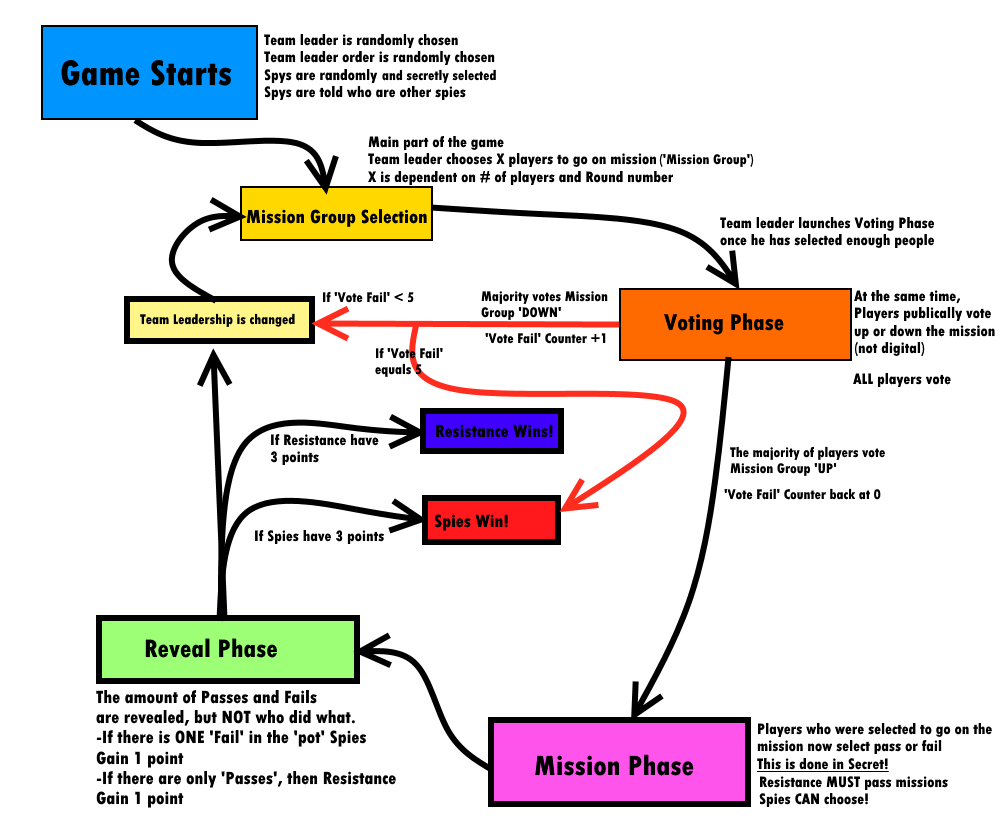 Game Starts
Team leader is randomly chosen
Team leader order is randomly chosen
Spys are randomly and secretly selected
Spys are told who are other spies
Main part of the game
Team leader chooses X players to go on mission ('Mission Group')
X is dependent on # of players and Round number
Mission Group Selection
Team leader launches Voting Phase
once he has selected enough people
Team Leadership is changed
If 'Vote Fail' < 5
Majority votes Mission
Group 'DOWN'
'Vote Fail' Counter +1
Voting Phase
At the same time,
Players publically vote
up or down the mission
(not digital)
ALL players vote
If 'Vote Fail'
equals 5
Resistance Wins!
If Resistance have
3 points
Spies Win!
If Spies have 3 points
The majority of players vote
Mission Group 'UP'
'Vote Fail' Counter back at 0
Reveal Phase
The amount of Passes and Fails
are revealed, but NOT who did what.
-If there is ONE 'Fail' in the 'pot' Spies
Gain 1 point
-If there are only 'Passes', then Resistance
Gain 1 point
Mission Phase
Players who were selected to go on the
mission now select pass or fail
This is done in Secret!
Resistance MUST pass missions
Spies CAN choose!